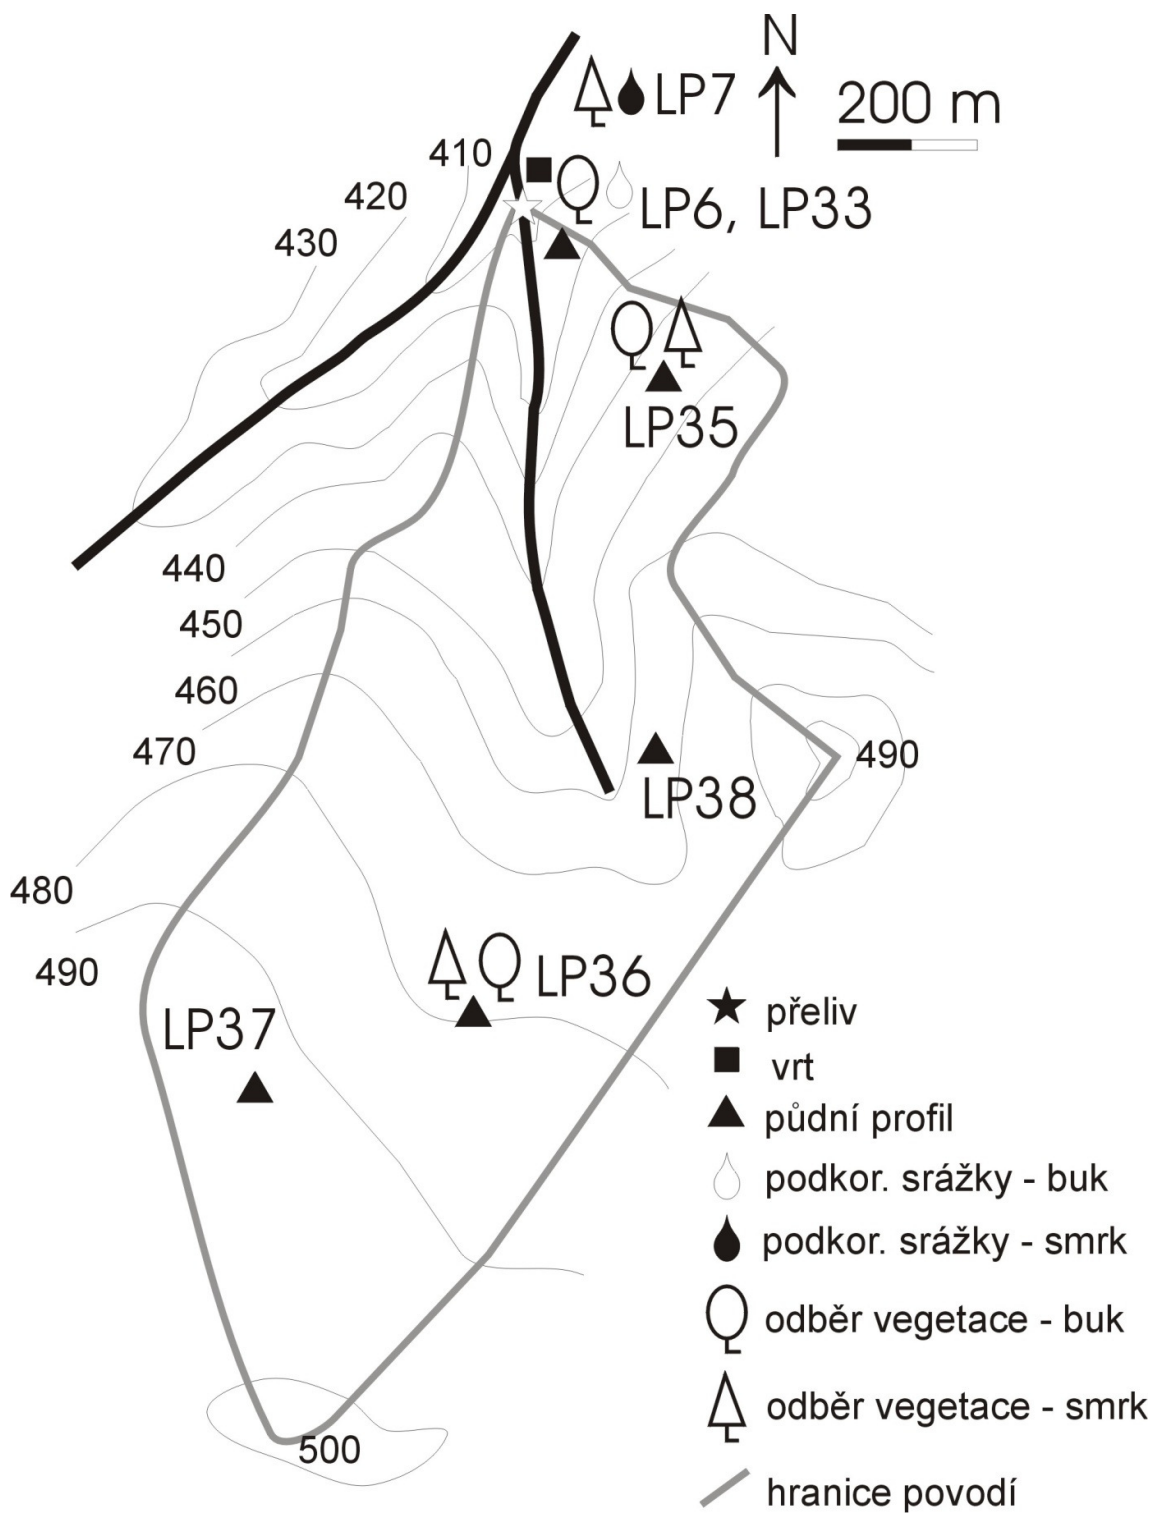 N
LP7
200 m
410
420
LP6, LP33
430
LP35
440
450
460
470
490
LP38
480
490
LP36
LP37
500
přeliv
vrt
půdní profil
podkor. srážky - buk
podkor. srážky - smrk
odběr vegetace - buk
odběr vegetace - smrk
hranice povodí